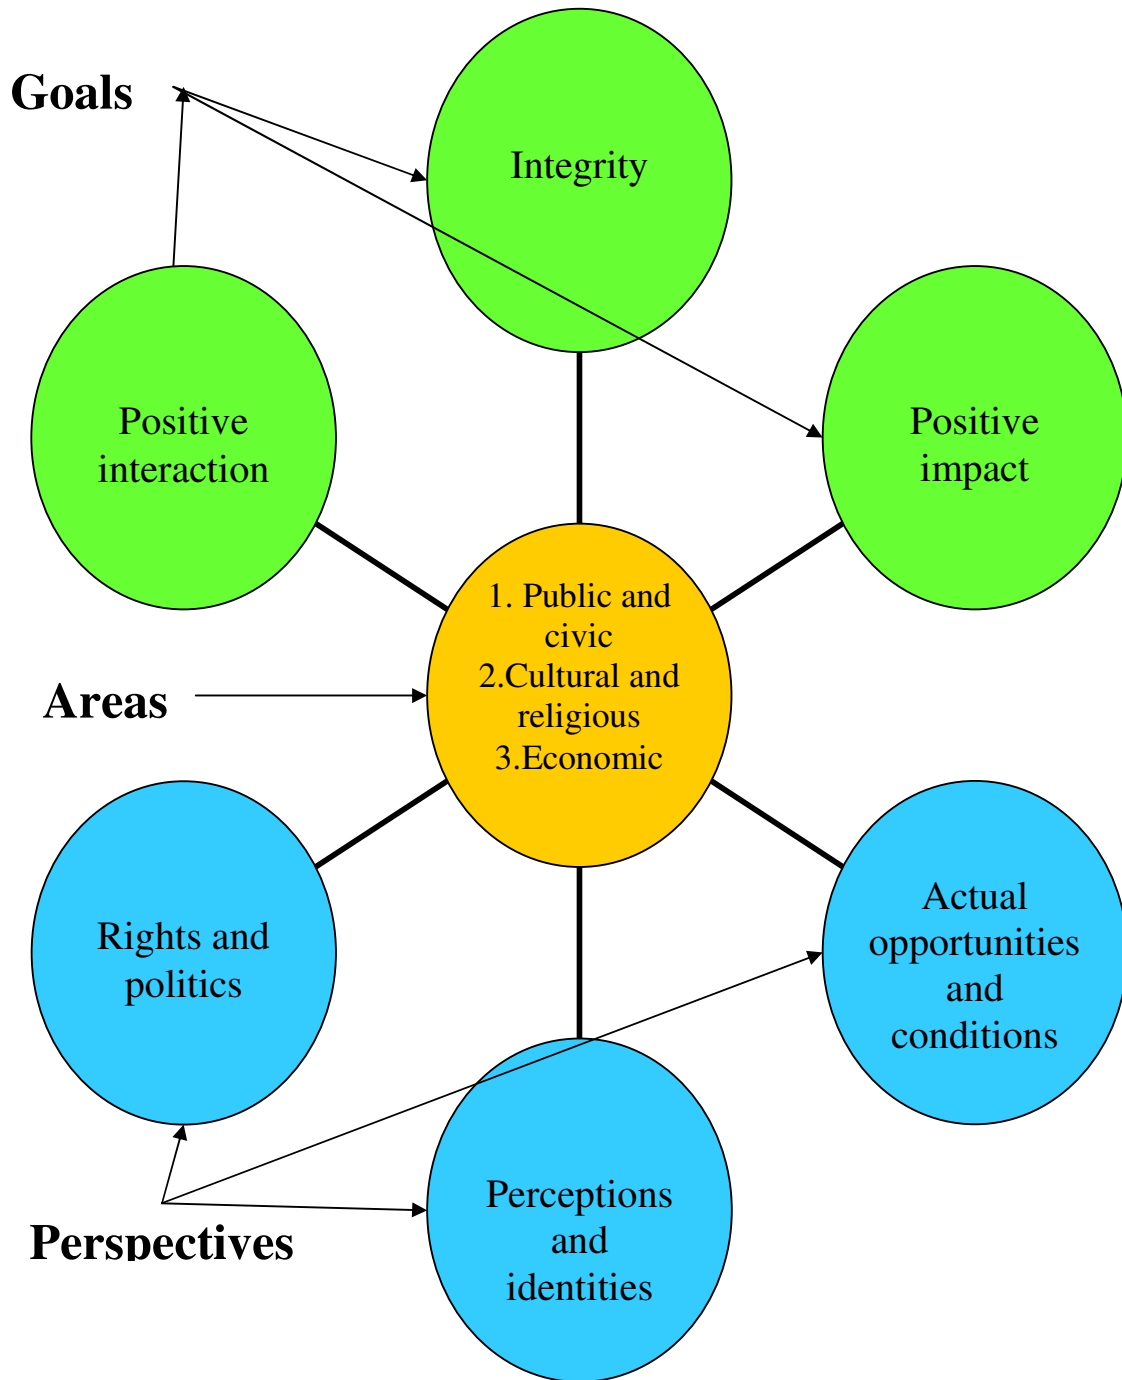 Goals
Integrity
Positive
interaction
Positive
impact
1. Public and
civic
2.Cultural and
religious
3.Economic
Areas
Rights and
politics
Actual
opportunities
and
conditions
Perceptions
and
identities
Perspectives